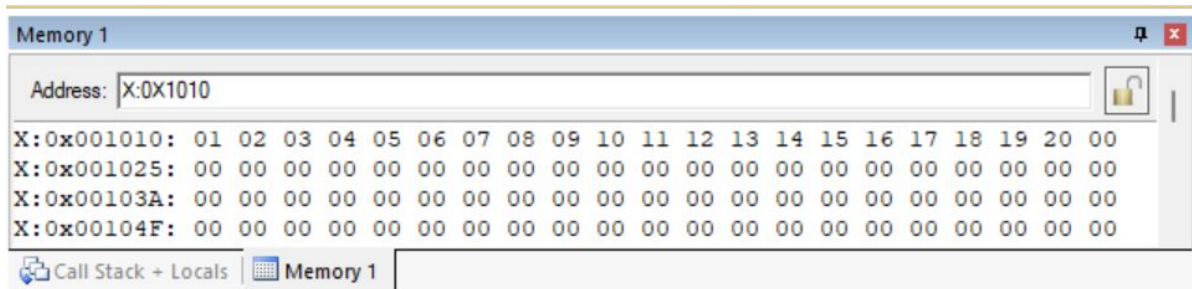 Memory 1
Address: X:0X1010
X:0x001010: 01 02 03 04 05 06 07 08 09 10 11 12 13 14 15 16 17 18 19 20 00
X:0x001025: 00 00 00 00 00 00 00 00 00 00 00 00 00 00 00 00 00 00 00 00 00
X:0x00103A: 00 00 00 00 00 00 00 00 00 00 00 00 00 00 00 00 00 00 00 00 00
X:0x00104F: 00 00 00 00 00 00 00 00 00 00 00 00 00 00 00 00 00 00 00 00 00
Call Stack + Locals Memory 1